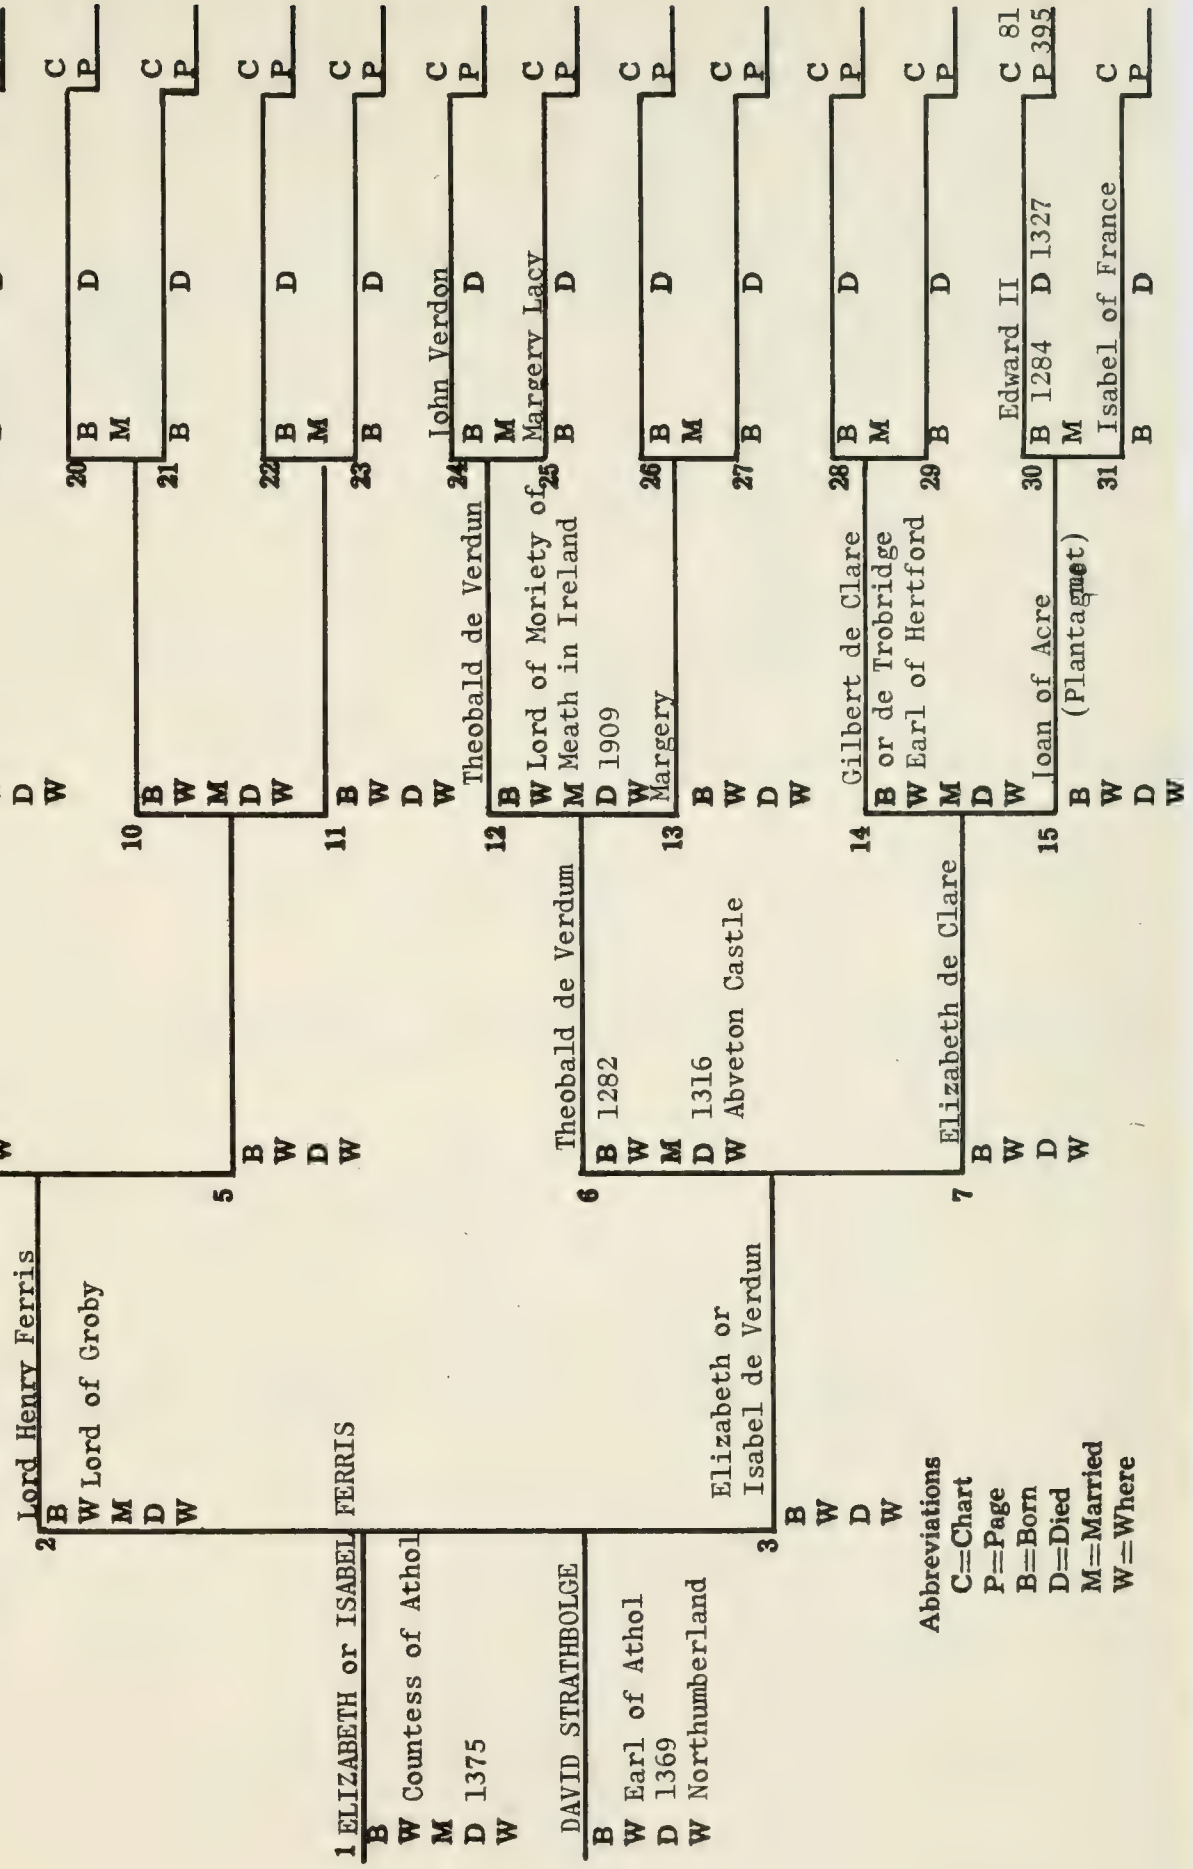 Lord Henry Ferris
2
B
W Lord of Groby
M
D
W
1 ELIZABETH or ISABEL FERRIS
B
W Countess of Athol
M
D 1375
W
DAVID STRATHBOLGE
B
W Earl of Athol
D 1369
W Northumberland
Elizabeth or
Isabel de Verdun
3
B
W
D
W
Abbreviations
C=Chart
P=Page
B=Born
D=Died
M=Married
W=Where
W
5
B
W
D
W
Theobald de Verdum
6
B 1282
W
M
D 1316
W Abveton Castle
Elizabeth de Clare
7
B
W
D
W
D
W
10
B
W
M
D
W
11
B
W
D
W
Theobald de Verdun
12
B
W Lord of Moriety of
M Meath in Ireland
D 1909
W
Margery
13
B
W
D
W
Gilbert de Clare
14
B or de Trobridge
W Earl of Hertford
M
D
W
Joan of Acre
15
(Plantagnet)
B
W
D
W
20
B D
M
C
P
21
B D
C
P
22
B D
M
C
P
23
B D
C
P
John Verdon
24
B D
M
C
P
Margery Lacy
25
B D
C
P
26
B D
M
C
P
27
B D
C
P
28
B D
M
C
P
29
B D
C
P
Edward II
30
B 1284 D 1327
M
C 81
P 395
Isabel of France
31
B D
C
P